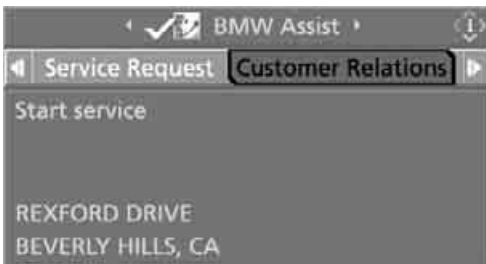 BMW Assist
Service Request Customer Relations
Start service
REXFORD DRIVE
BEVERLY HILLS, CA